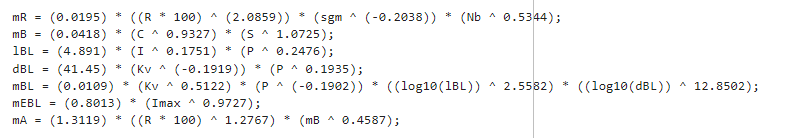 mR = (0.0195) * ((R * 100) ^ (2.0859)) * (sgm ^ (-0.2038)) * (Nb ^ 0.5344);
mB = (0.0418) * (C ^ 0.9327) * (S ^ 1.0725);
lBL = (4.891) * (I ^ 0.1751) * (P ^ 0.2476);
dBL = (41.45) * (Kv ^ (-0.1919)) * (P ^ 0.1935);
mBL = (0.0109) * (Kv ^ 0.5122) * (P ^ (-0.1902)) * ((log10(lBL)) ^ 2.5582) * ((log10(dBL)) ^ 12.8502);
mEBL = (0.8013) * (Imax ^ 0.9727);
mA = (1.3119) * ((R * 100) ^ 1.2767) * (mB ^ 0.4587);